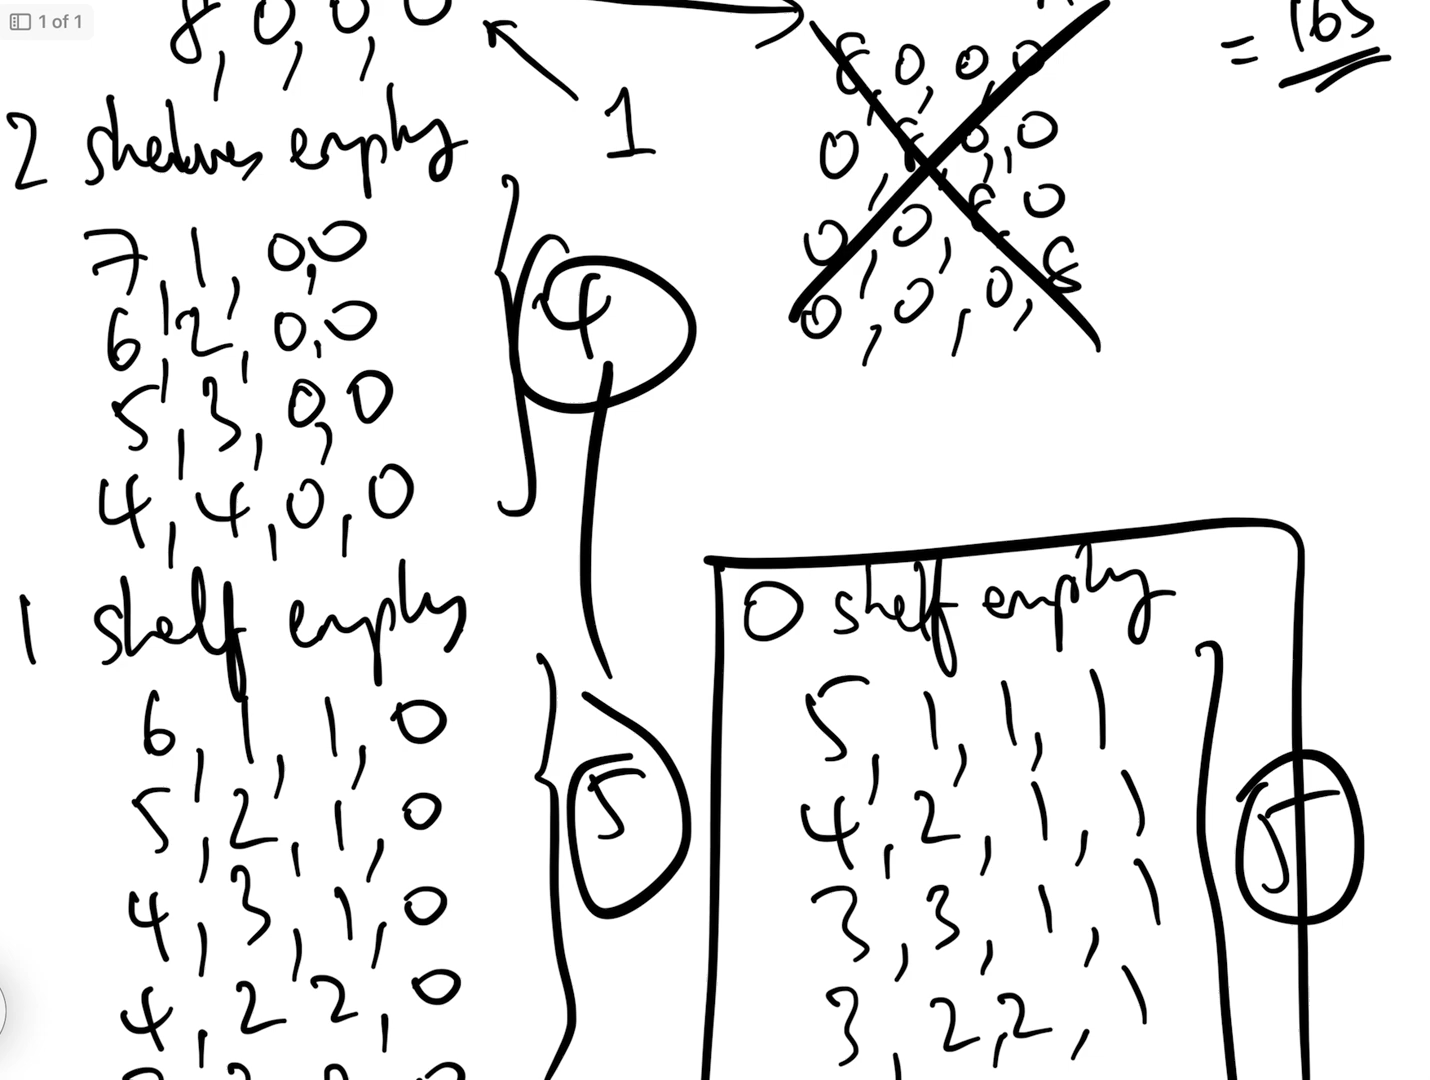 1 of 1
8, 0, 0, 0
1
2 shelves empty
7, 1, 0, 0
6, 2, 0, 0
5, 3, 0, 0
4, 4, 0, 0
4
1 shelf empty
6, 1, 1, 0
5, 2, 1, 0
4, 3, 1, 0
4, 2 2, 0
5
= 165
8, 0, 0, 0
0, 8, 0, 0
0, 0, 8, 0
0, 0, 0, 8
0 shelf empty
5, 1, 1, 1
4, 2, 1, 1
3, 3, 1, 1
3, 2, 2, 1
5